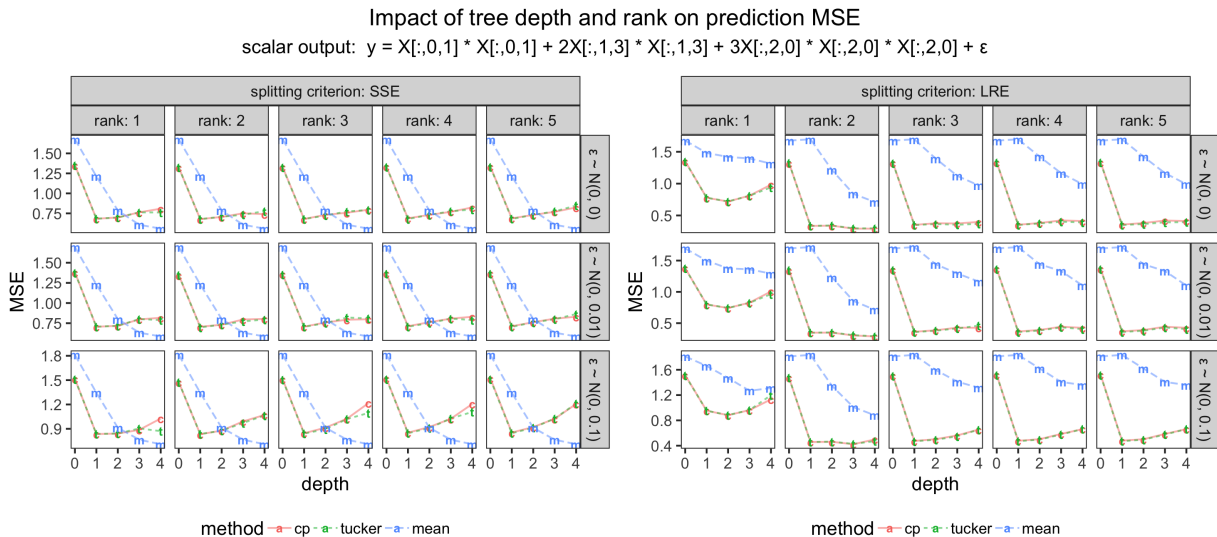 Impact of tree depth and rank on prediction MSE
scalar output:  y = X[:,0,1] * X[:,0,1] + 2X[:,1,3] * X[:,1,3] + 3X[:,2,0] * X[:,2,0] * X[:,2,0] + ε
splitting criterion: SSE
rank: 1 rank: 2 rank: 3 rank: 4 rank: 5
MSE
1.50
1.25
1.00
0.75
ε ~ N(0, 0)
1.50
1.25
1.00
0.75
ε ~ N(0, 0.01)
1.8
1.5
1.2
0.9
ε ~ N(0, 0.1)
0 1 2 3 4 0 1 2 3 4 0 1 2 3 4 0 1 2 3 4 0 1 2 3 4
depth
method a cp a tucker a mean
splitting criterion: LRE
rank: 1 rank: 2 rank: 3 rank: 4 rank: 5
MSE
1.5
1.0
0.5
ε ~ N(0, 0)
1.5
1.0
0.5
ε ~ N(0, 0.01)
1.6
1.2
0.8
0.4
ε ~ N(0, 0.1)
0 1 2 3 4 0 1 2 3 4 0 1 2 3 4 0 1 2 3 4 0 1 2 3 4
depth
method a cp a tucker a mean